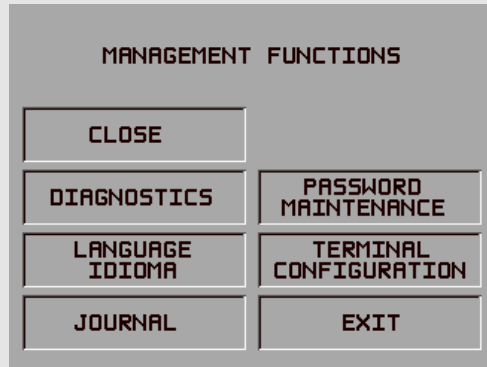 MANAGEMENT FUNCTIONS
CLOSE
DIAGNOSTICS
PASSWORD
MAINTENANCE
LANGUAGE
IDIOMA
TERMINAL
CONFIGURATION
JOURNAL
EXIT